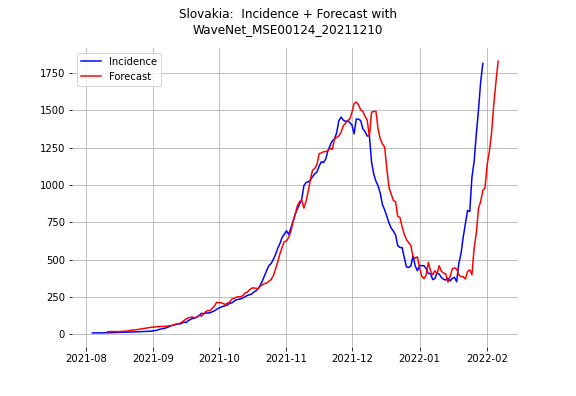 Slovakia:  Incidence + Forecast with
WaveNet_MSE00124_20211210
Incidence
Forecast
1750
1500
1250
1000
750
500
250
0
2021-08 2021-09 2021-10 2021-11 2021-12 2022-01 2022-02